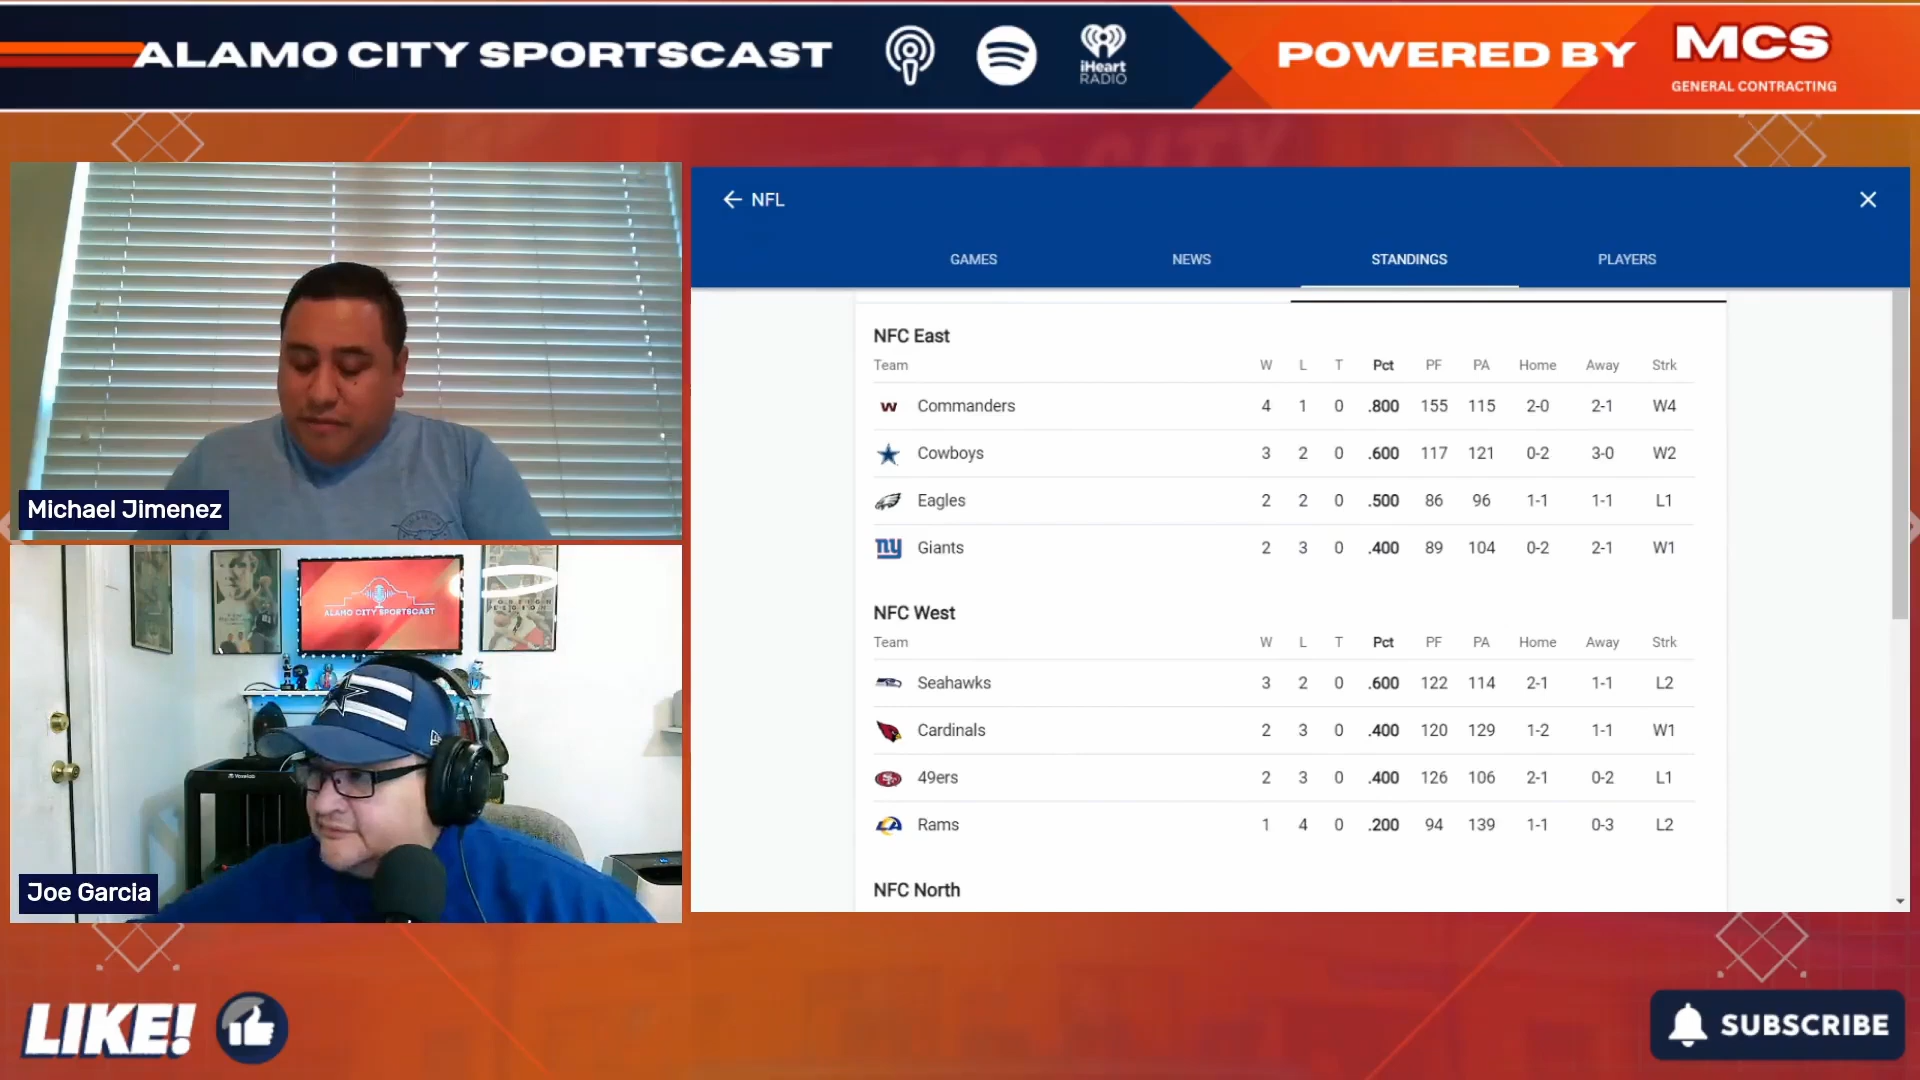 ALAMO CITY SPORTSCAST
iHeart
RADIO
POWERED BY
MCS
GENERAL CONTRACTING
Michael Jimenez
ALAMO CITY SPORTSCAST
Joe Garcia
NFL
GAMES NEWS STANDINGS PLAYERS
NFC East
Team W L T Pct PF PA Home Away Strk
W Commanders 4 1 0 .800 155 115 2-0 2-1 W4
Cowboys 3 2 0 .600 117 121 0-2 3-0 W2
Eagles 2 2 0 .500 86 96 1-1 1-1 L1
ny Giants 2 3 0 .400 89 104 0-2 2-1 W1
NFC West
Team W L T Pct PF PA Home Away Strk
Seahawks 3 2 0 .600 122 114 2-1 1-1 L2
Cardinals 2 3 0 .400 120 129 1-2 1-1 W1
49ers 2 3 0 .400 126 106 2-1 0-2 L1
Rams 1 4 0 .200 94 139 1-1 0-3 L2
NFC North
LIKE!
SUBSCRIBE